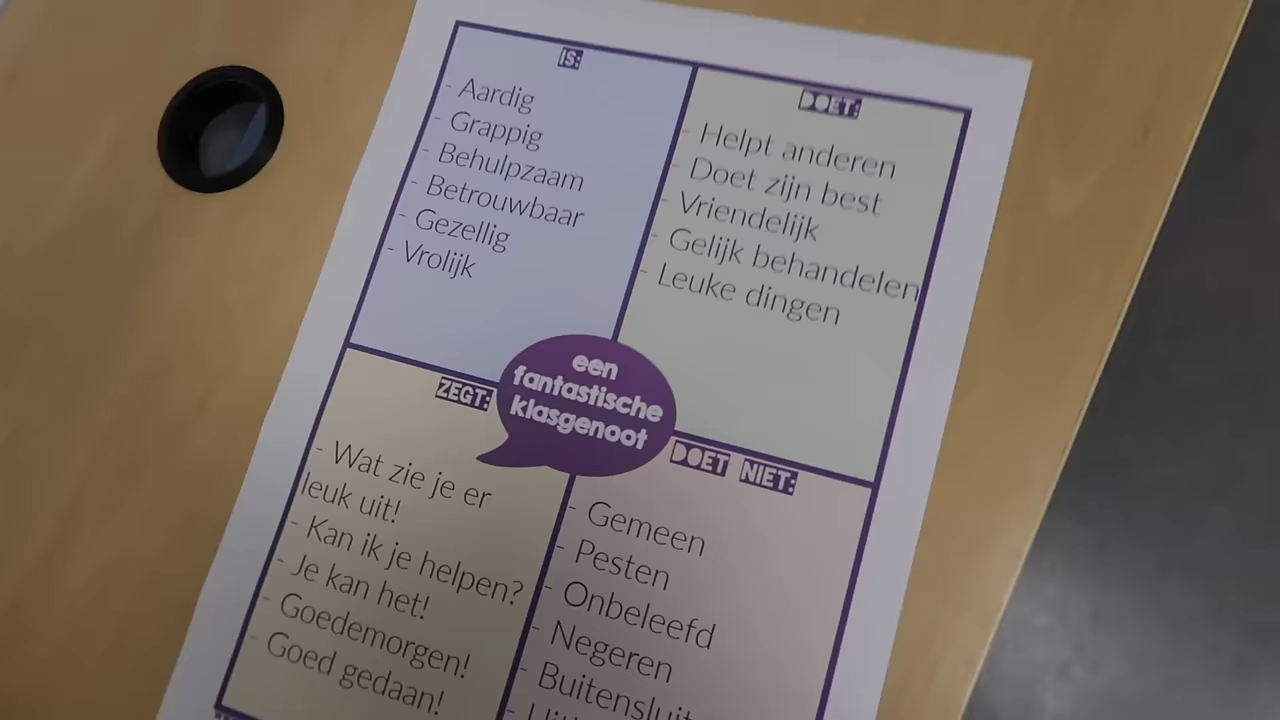 IS:
- Aardig
- Grappig
- Behulpzaam
- Betrouwbaar
- Gezellig
- Vrolijk
DOET:
- Helpt anderen
- Doet zijn best
- Vriendelijk
- Gelijk behandelen
- Leuke dingen
een
fantastische
klasgenoot
ZEGT:
- Wat zie je er
leuk uit!
- Kan ik je helpen?
- Je kan het!
- Goedemorgen!
- Goed gedaan!
DOET NIET:
- Gemeen
- Pesten
- Onbeleefd
- Negeren